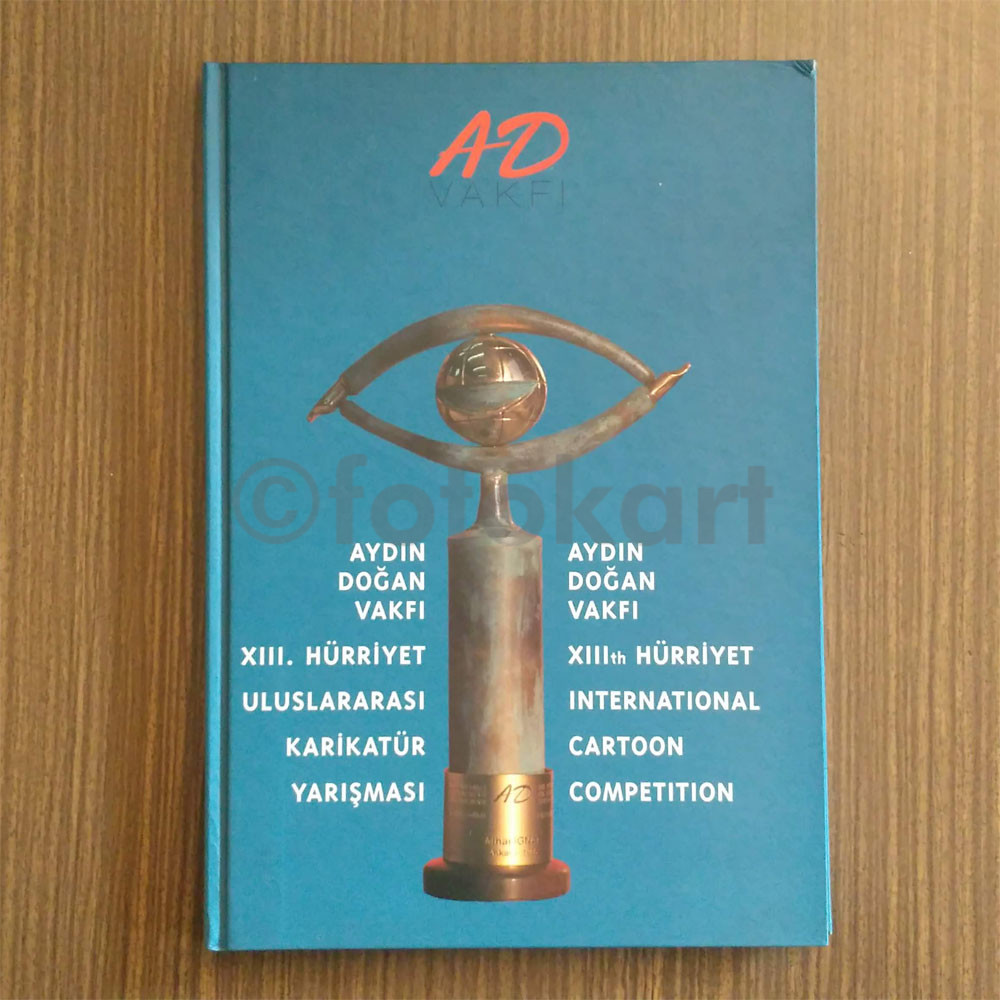 AD
VAKFI
©fotokart
AYDIN
DOĞAN
VAKFI
XIII. HÜRRİYET
ULUSLARARASI
KARİKATÜR
YARIŞMASI
AYDIN
DOĞAN
VAKFI
XIIIth HÜRRİYET
INTERNATIONAL
CARTOON
COMPETITION
AD